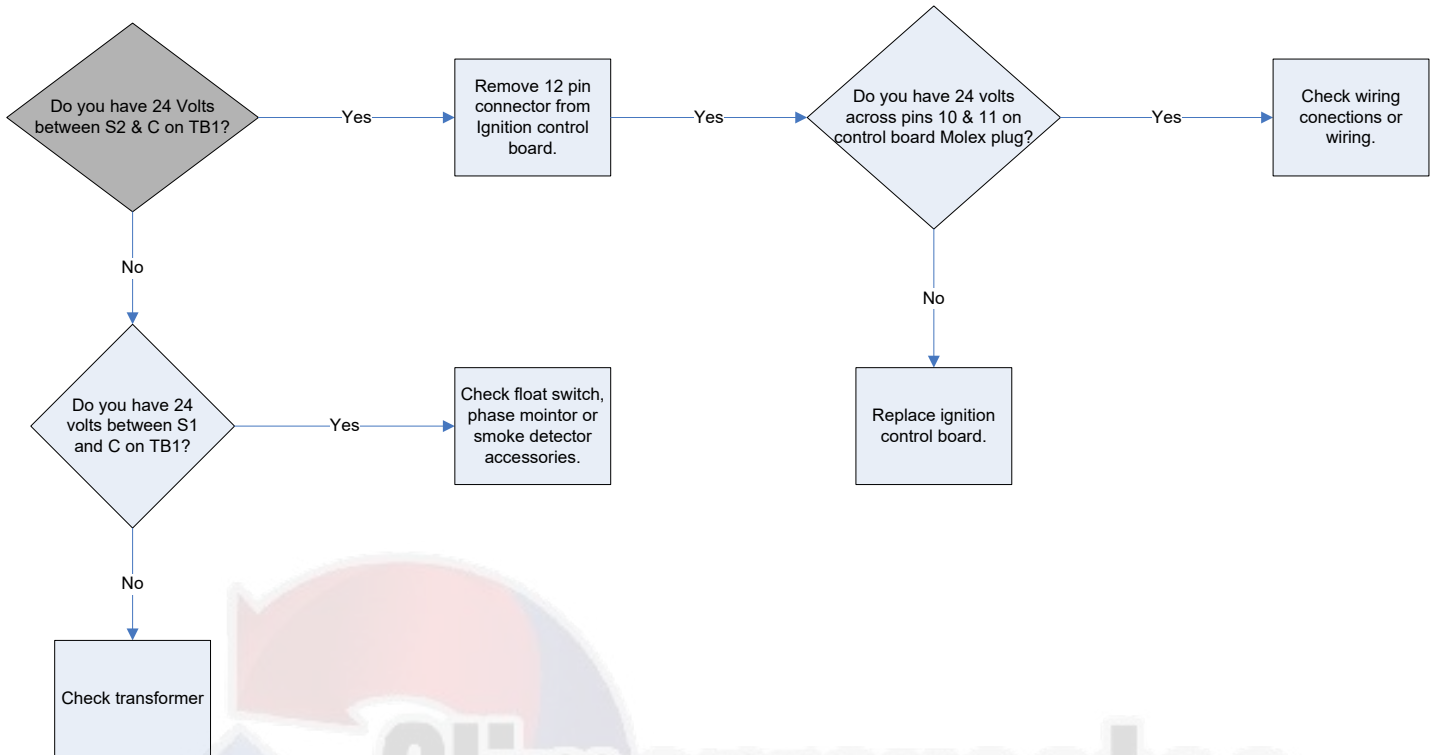 Do you have 24 Volts
between S2 & C on TB1?
Yes
Remove 12 pin
connector from
Ignition control
board.
Yes
Do you have 24 volts
across pins 10 & 11 on
control board Molex plug?
Yes
Check wiring
conections or
wiring.
No
No
Do you have 24
volts between S1
and C on TB1?
Yes
Check float switch,
phase mointor or
smoke detector
accessories.
Replace ignition
control board.
No
Check transformer